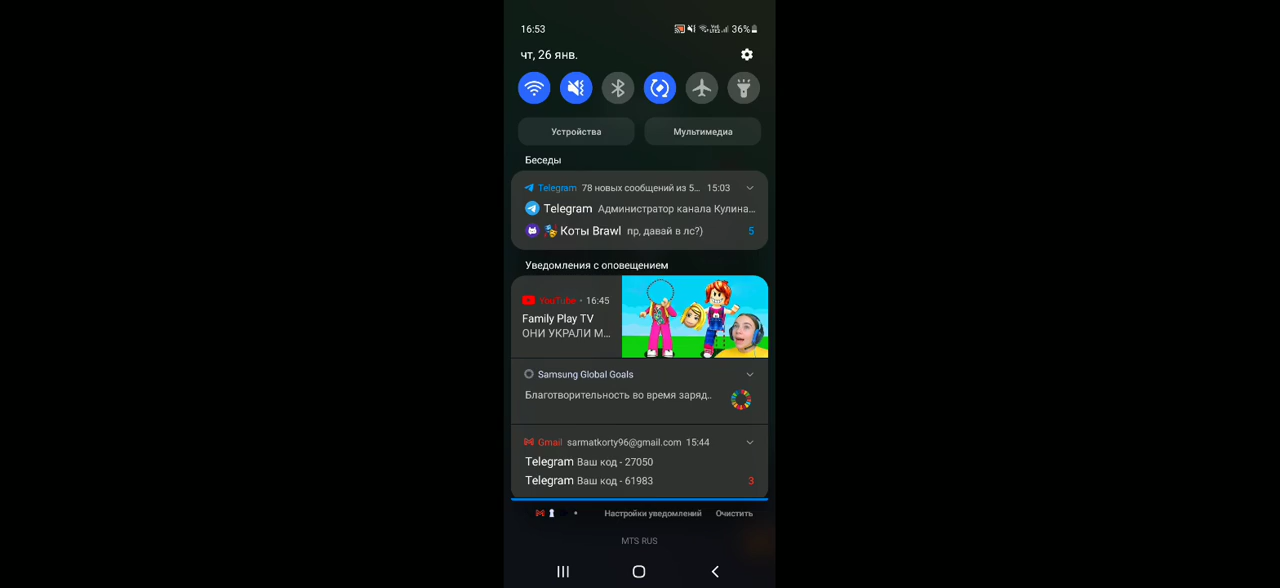 16:53 36%
чт, 26 янв.
Устройства Мультимедиа
Беседы
Telegram 78 новых сообщений из 5... 15:03
Telegram Администратор канала Кулина...
Коты Brawl пр, давай в лс?) 5
Уведомления с оповещением
YouTube • 16:45
Family Play TV
ОНИ УКРАЛИ М...
Samsung Global Goals
Благотворительность во время заряд..
Gmail sarmatkorty96@gmail.com 15:44
Telegram Ваш код - 27050
Telegram Ваш код - 61983 3
Настройки уведомлений Очистить
MTS RUS